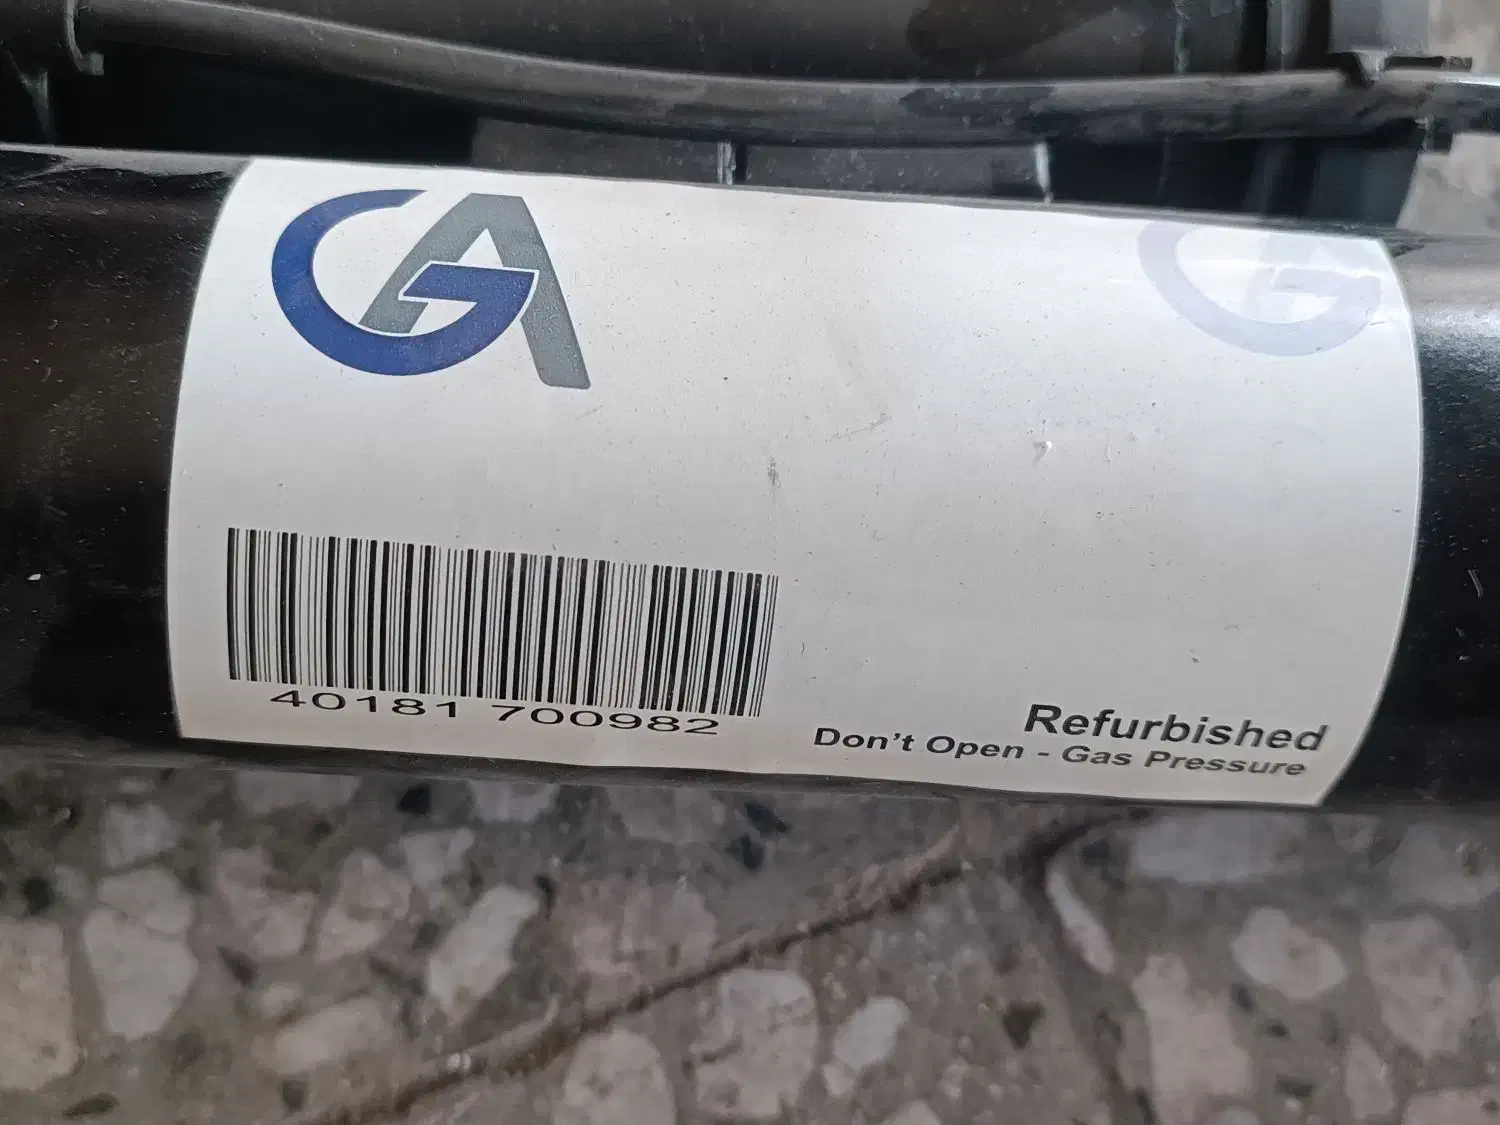 GA
40181 700982
Refurbished
Don't Open - Gas Pressure